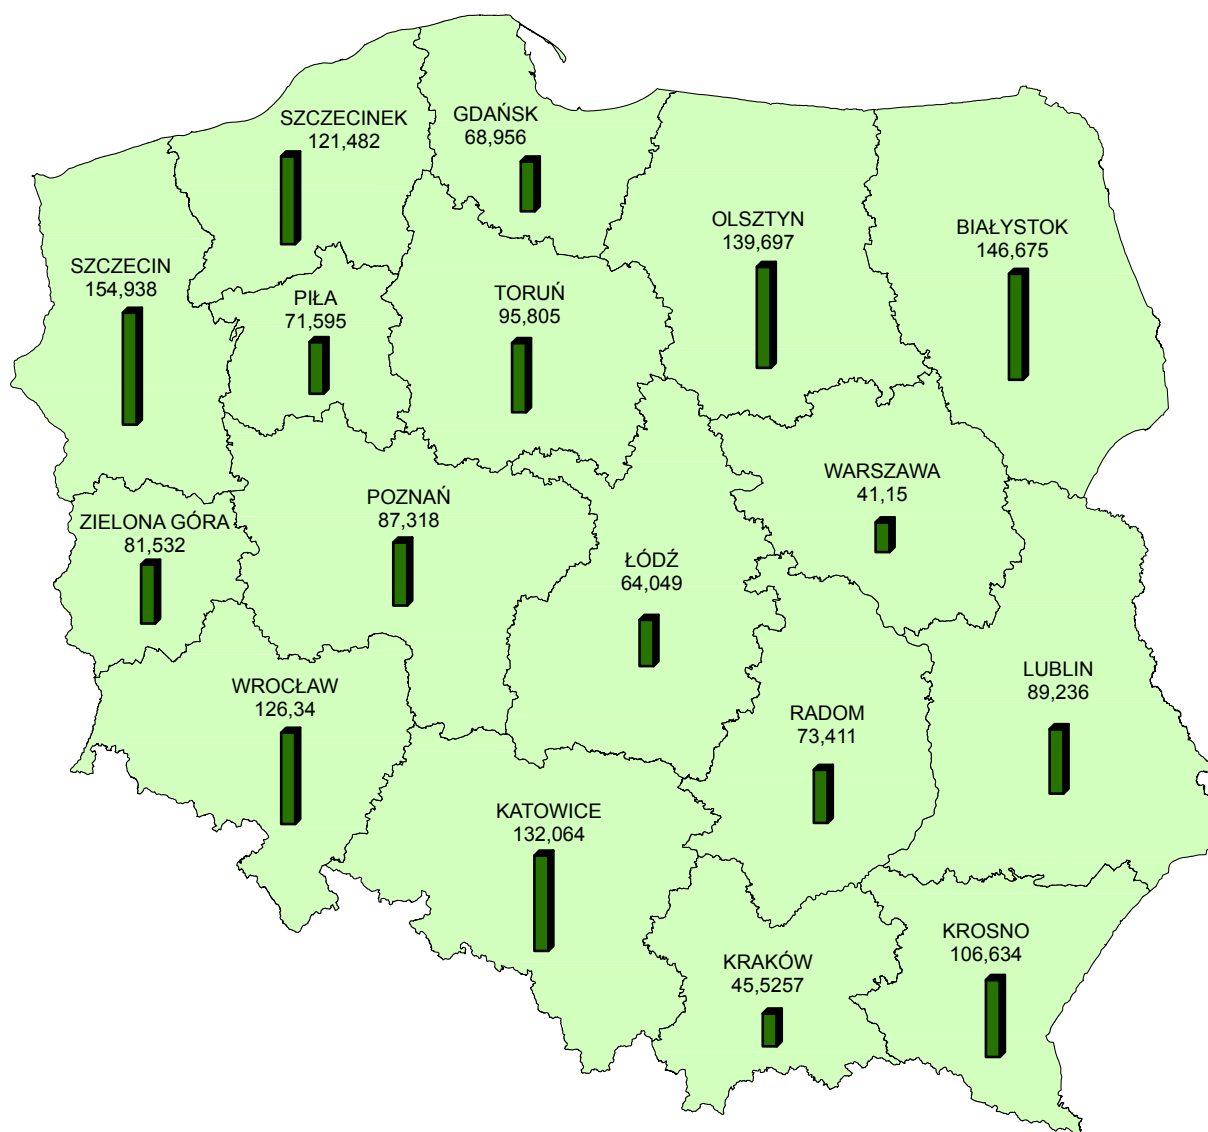 SZCZECINEK
121,482
GDAŃSK
68,956
OLSZTYN
139,697
BIAŁYSTOK
146,675
SZCZECIN
154,938
PIŁA
71,595
TORUŃ
95,805
WARSZAWA
41,15
POZNAŃ
87,318
ZIELONA GÓRA
81,532
ŁÓDŹ
64,049
LUBLIN
89,236
WROCŁAW
126,34
RADOM
73,411
KATOWICE
132,064
KROSNO
106,634
KRAKÓW
45,5257